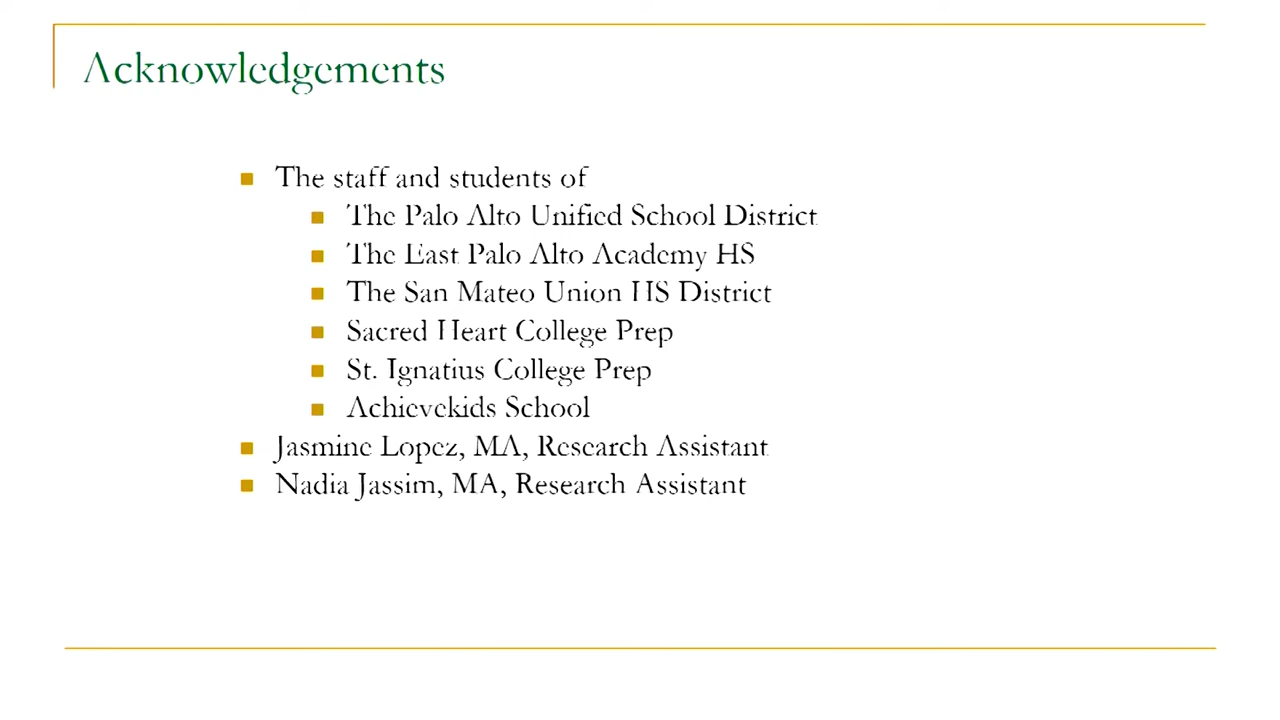 Acknowledgements
The staff and students of
The Palo Alto Unified School District
The East Palo Alto Academy HS
The San Mateo Union HS District
Sacred Heart College Prep
St. Ignatius College Prep
Achievekids School
Jasmine Lopez, MA, Research Assistant
Nadia Jassim, MA, Research Assistant